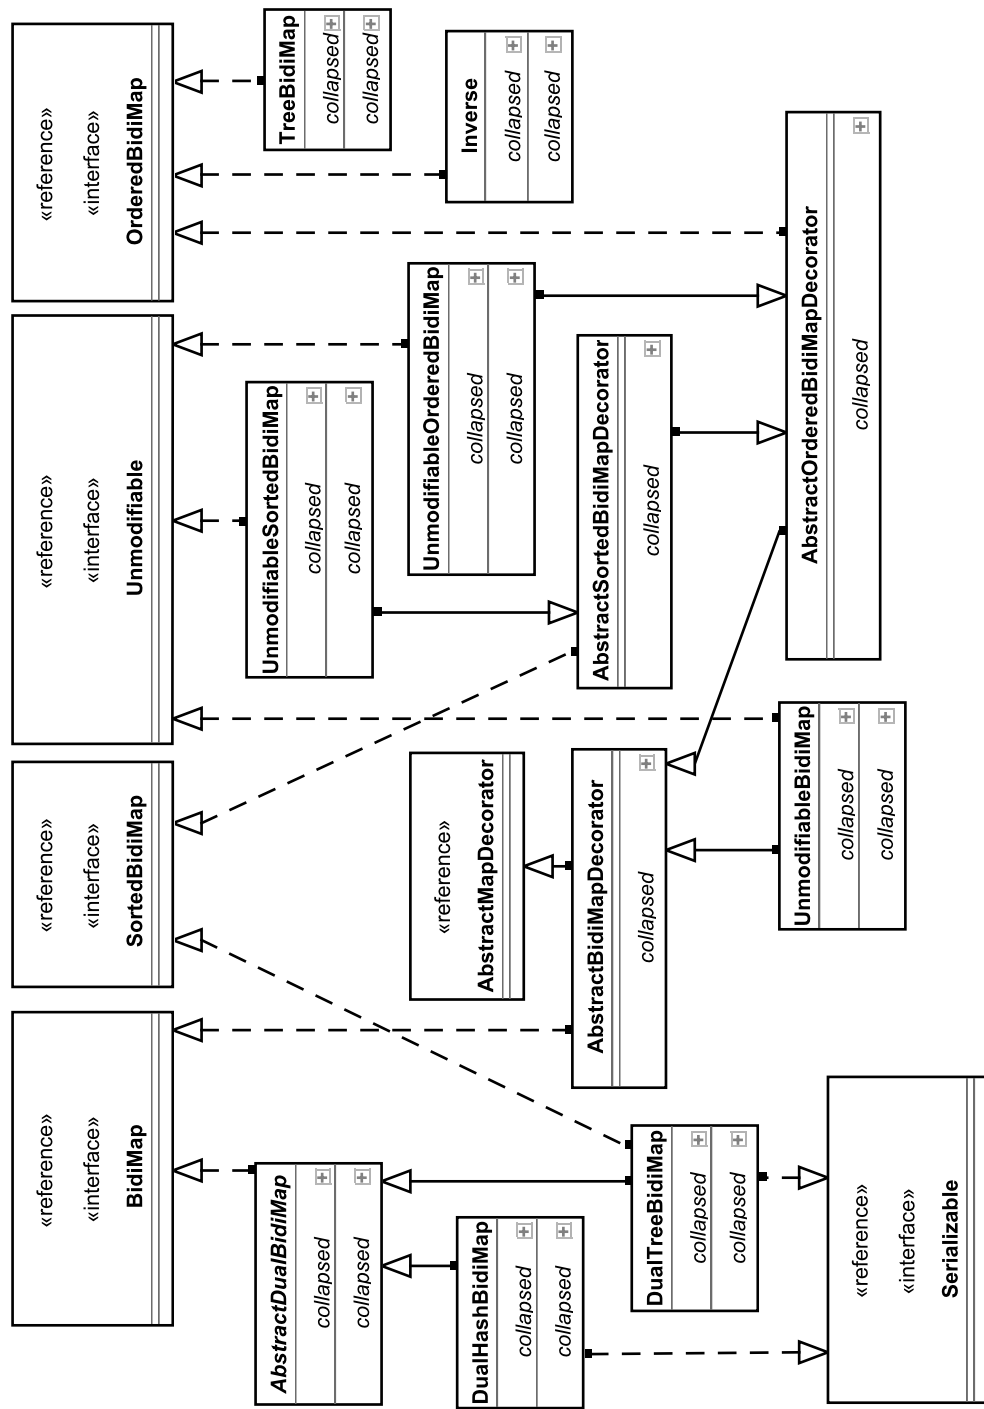 «reference»
«interface»
BidiMap
«reference»
«interface»
SortedBidiMap
«reference»
«interface»
Unmodifiable
«reference»
«interface»
OrderedBidiMap
AbstractDualBidiMap
collapsed
collapsed
UnmodifiableSortedBidiMap
collapsed
collapsed
TreeBidiMap
collapsed
collapsed
DualHashBidiMap
collapsed
collapsed
«reference»
AbstractMapDecorator
UnmodifiableOrderedBidiMap
collapsed
collapsed
Inverse
collapsed
collapsed
DualTreeBidiMap
collapsed
collapsed
AbstractBidiMapDecorator
collapsed
AbstractSortedBidiMapDecorator
collapsed
«reference»
«interface»
Serializable
UnmodifiableBidiMap
collapsed
collapsed
AbstractOrderedBidiMapDecorator
collapsed